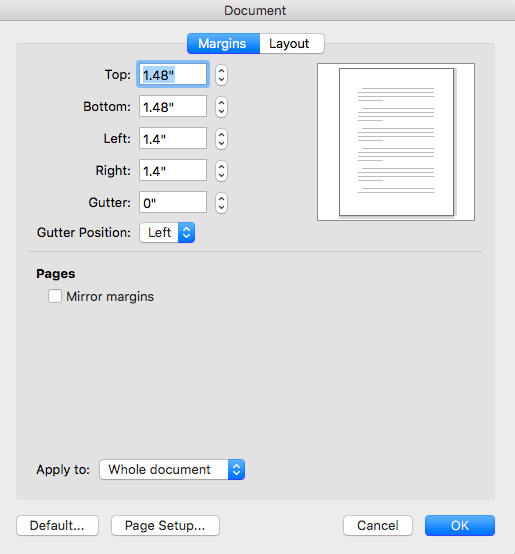 Document
Margins Layout
Top: 1.48"
Bottom: 1.48"
Left: 1.4"
Right: 1.4"
Gutter: 0"
Gutter Position: Left
Pages
Mirror margins
Apply to: Whole document
Default... Page Setup... Cancel OK